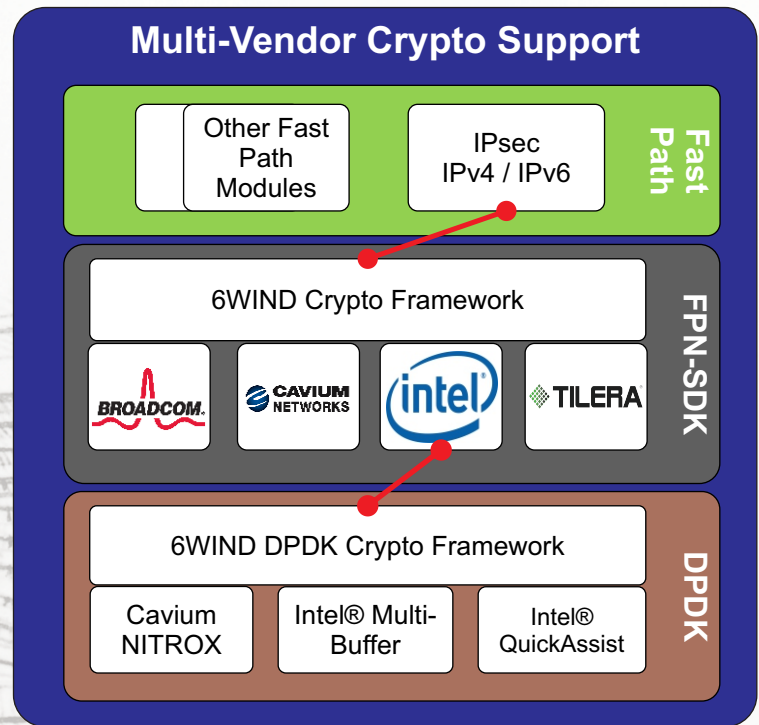 Multi-Vendor Crypto Support
Other Fast
Path
Modules
IPsec
IPv4 / IPv6
Fast
Path
6WIND Crypto Framework
BROADCOM.
CAVIUM
NETWORKS
intel®
TILERA
FPN-SDK
6WIND DPDK Crypto Framework
Cavium
NITROX
Intel® Multi-
Buffer
Intel®
QuickAssist
DPDK